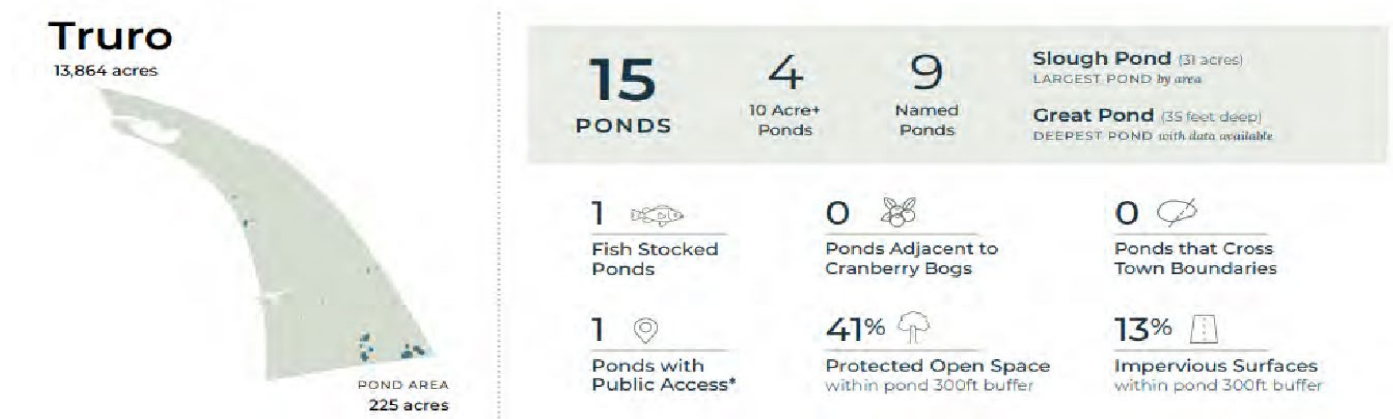 Truro
13,864 acres
POND AREA
225 acres
15
PONDS
4
10 Acre+
Ponds
9
Named
Ponds
Slough Pond (31 acres)
LARGEST POND by area
Great Pond (35 feet deep)
DEEPEST POND with data available
1
Fish Stocked
Ponds
0
Ponds Adjacent to
Cranberry Bogs
0
Ponds that Cross
Town Boundaries
1
Ponds with
Public Access*
41%
Protected Open Space
within pond 300ft buffer
13%
Impervious Surfaces
within pond 300ft buffer